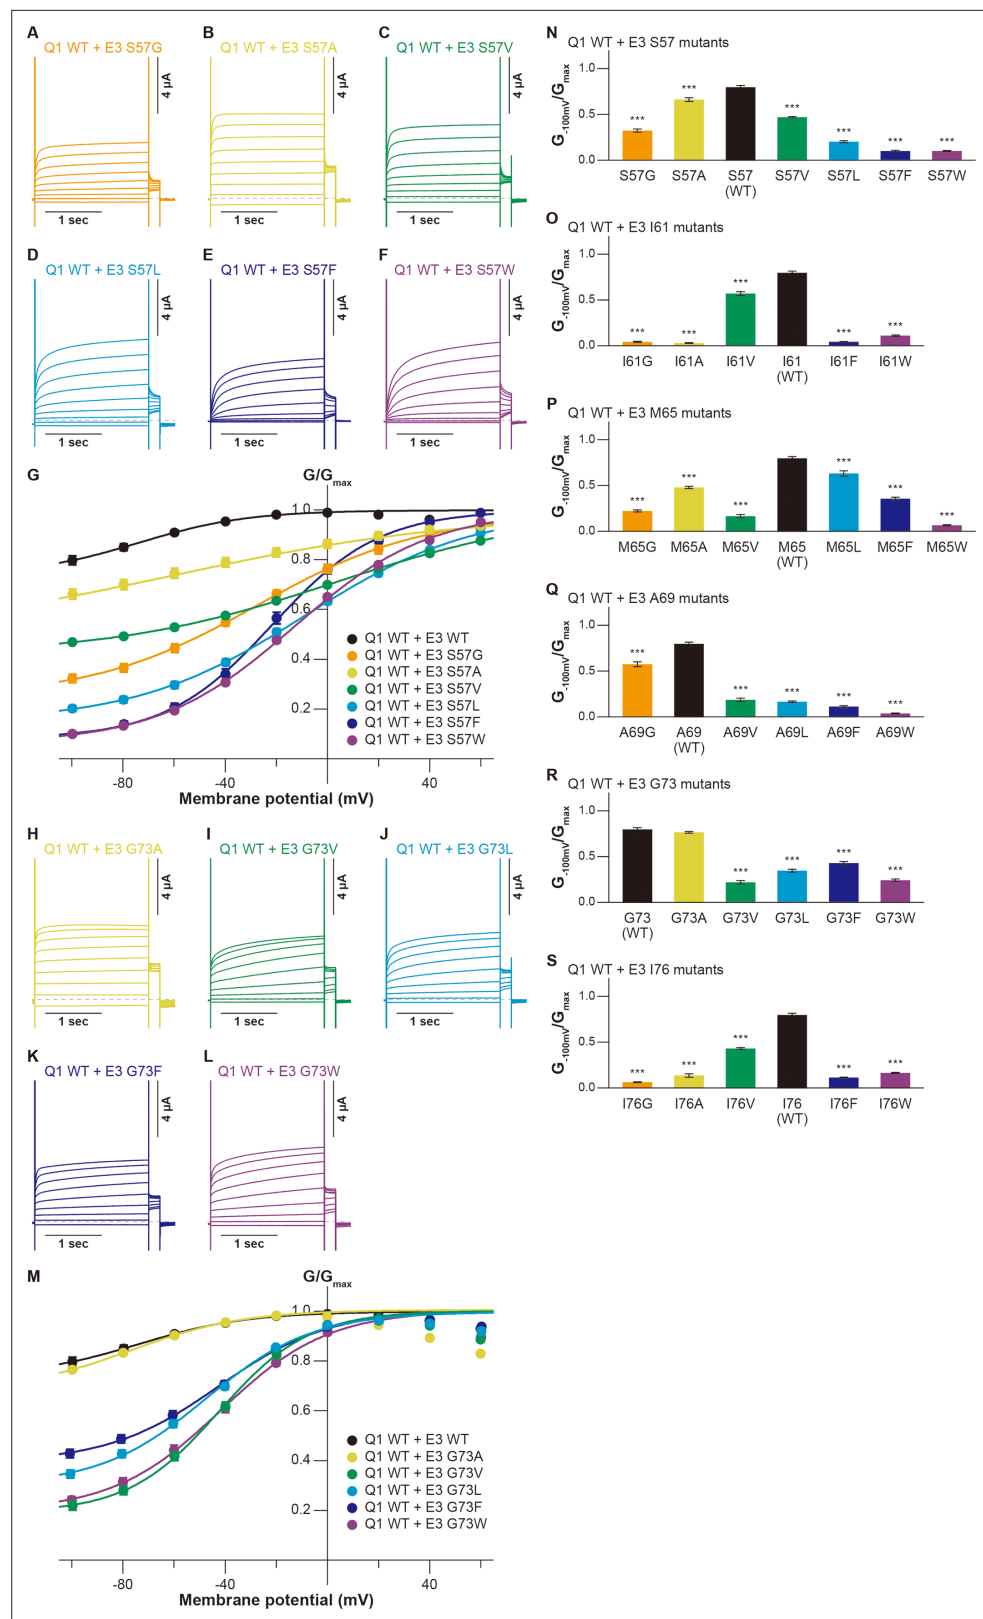 A
Q1 WT + E3 S57G
4 µA
1 sec
B
Q1 WT + E3 S57A
4 µA
1 sec
C
Q1 WT + E3 S57V
4 µA
1 sec
D
Q1 WT + E3 S57L
4 µA
1 sec
E
Q1 WT + E3 S57F
4 µA
1 sec
F
Q1 WT + E3 S57W
4 µA
1 sec
G
G/Gmax
1.0
0.8
0.6
0.4
0.2
-80
-40
40
Q1 WT + E3 WT
Q1 WT + E3 S57G
Q1 WT + E3 S57A
Q1 WT + E3 S57V
Q1 WT + E3 S57L
Q1 WT + E3 S57F
Q1 WT + E3 S57W
Membrane potential (mV)
H
Q1 WT + E3 G73A
4 µA
1 sec
I
Q1 WT + E3 G73V
4 µA
1 sec
J
Q1 WT + E3 G73L
4 µA
1 sec
K
Q1 WT + E3 G73F
4 µA
1 sec
L
Q1 WT + E3 G73W
4 µA
1 sec
M
G/Gmax
1.0
0.8
0.6
0.4
0.2
-80
-40
40
Q1 WT + E3 WT
Q1 WT + E3 G73A
Q1 WT + E3 G73V
Q1 WT + E3 G73L
Q1 WT + E3 G73F
Q1 WT + E3 G73W
Membrane potential (mV)
N
Q1 WT + E3 S57 mutants
G-100mV/Gmax
1.0
0.5
0.0
*** *** *** *** *** ***
S57G S57A S57 (WT) S57V S57L S57F S57W
O
Q1 WT + E3 I61 mutants
G-100mV/Gmax
1.0
0.5
0.0
*** *** *** *** ***
I61G I61A I61V I61 (WT) I61F I61W
P
Q1 WT + E3 M65 mutants
G-100mV/Gmax
1.0
0.5
0.0
*** *** *** *** *** ***
M65G M65A M65V M65 (WT) M65L M65F M65W
Q
Q1 WT + E3 A69 mutants
G-100mV/Gmax
1.0
0.5
0.0
*** *** *** *** ***
A69G A69 (WT) A69V A69L A69F A69W
R
Q1 WT + E3 G73 mutants
G-100mV/Gmax
1.0
0.5
0.0
*** *** *** ***
G73 (WT) G73A G73V G73L G73F G73W
S
Q1 WT + E3 I76 mutants
G-100mV/Gmax
1.0
0.5
0.0
*** *** *** *** ***
I76G I76A I76V I76 (WT) I76F I76W